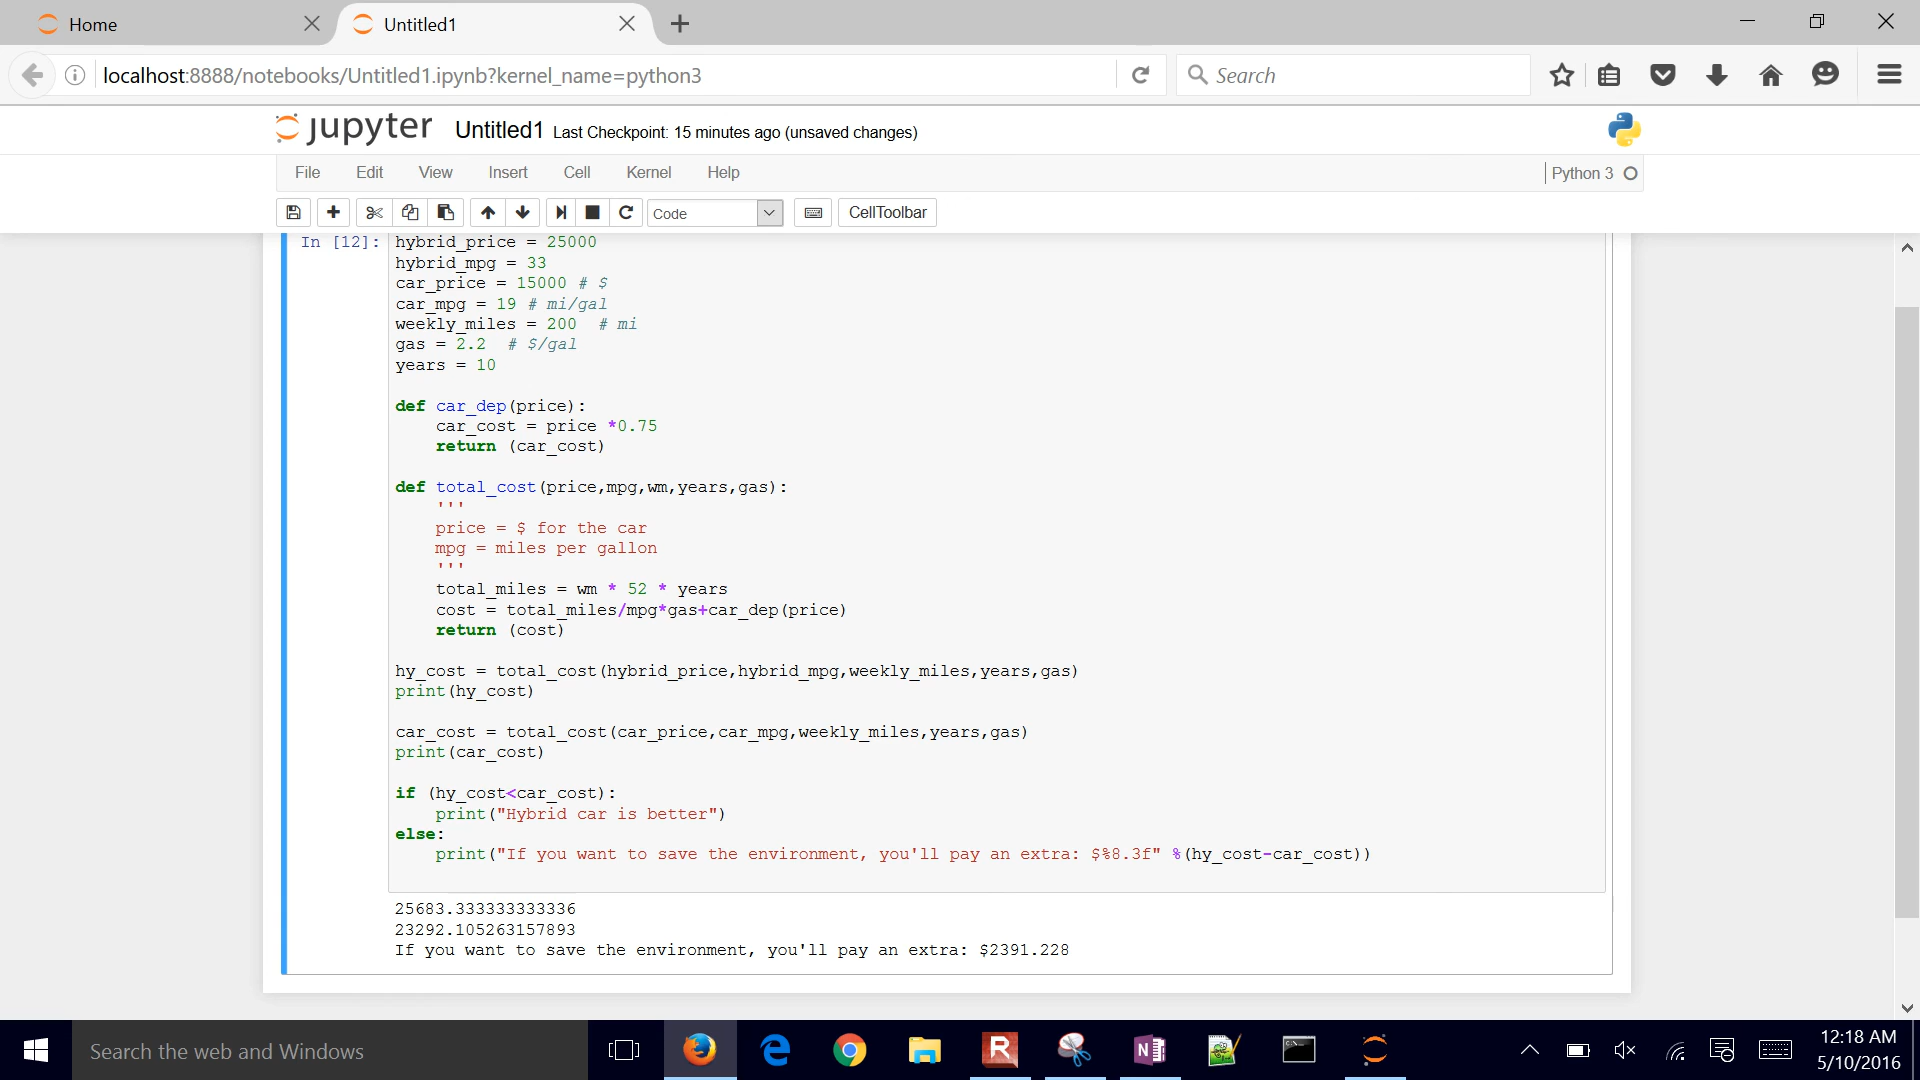 Home
Untitled1
localhost:8888/notebooks/Untitled1.ipynb?kernel_name=python3
Search
jupyter Untitled1 Last Checkpoint: 15 minutes ago (unsaved changes)
File Edit View Insert Cell Kernel Help
Python 3
Code
CellToolbar
In [12]: hybrid_price = 25000
hybrid_mpg = 33
car_price = 15000 # $
car_mpg = 19 # mi/gal
weekly_miles = 200  # mi
gas = 2.2  # $/gal
years = 10
def car_dep(price):
    car_cost = price *0.75
    return (car_cost)
def total_cost(price,mpg,wm,years,gas):
    '''
    price = $ for the car
    mpg = miles per gallon
    '''
    total_miles = wm * 52 * years
    cost = total_miles/mpg*gas+car_dep(price)
    return (cost)
hy_cost = total_cost(hybrid_price,hybrid_mpg,weekly_miles,years,gas)
print(hy_cost)
car_cost = total_cost(car_price,car_mpg,weekly_miles,years,gas)
print(car_cost)
if (hy_cost<car_cost):
    print("Hybrid car is better")
else:
    print("If you want to save the environment, you'll pay an extra: $%8.3f" %(hy_cost-car_cost))
25683.333333333336
23292.105263157893
If you want to save the environment, you'll pay an extra: $2391.228
Search the web and Windows
12:18 AM
5/10/2016